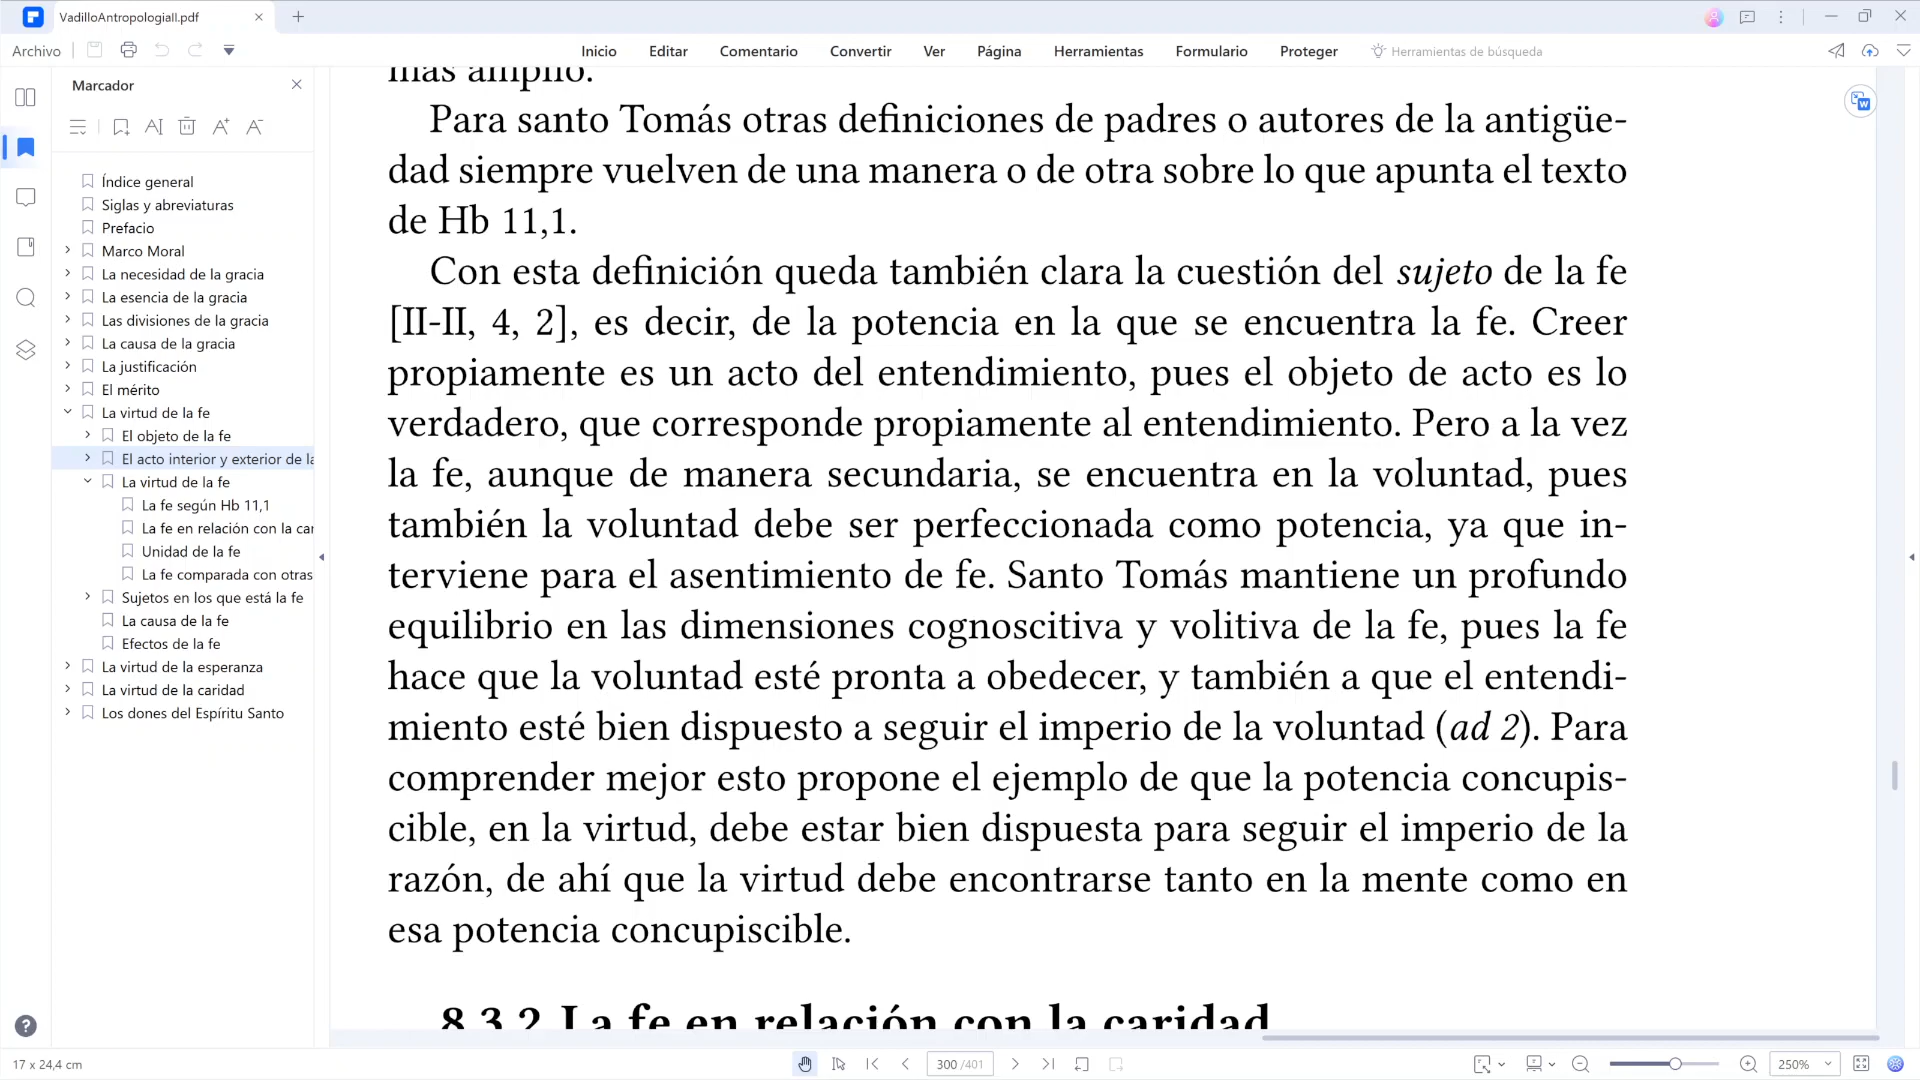 VadilloAntropologiaII.pdf
Archivo
Inicio
Editar
Comentario
Convertir
Ver
Página
Herramientas
Formulario
Proteger
Herramientas de búsqueda
Marcador
Índice general
Siglas y abreviaturas
Prefacio
Marco Moral
La necesidad de la gracia
La esencia de la gracia
Las divisiones de la gracia
La causa de la gracia
La justificación
El mérito
La virtud de la fe
El objeto de la fe
El acto interior y exterior de la
La virtud de la fe
La fe según Hb 11,1
La fe en relación con la car
Unidad de la fe
La fe comparada con otras
Sujetos en los que está la fe
La causa de la fe
Efectos de la fe
La virtud de la esperanza
La virtud de la caridad
Los dones del Espíritu Santo
más amplio.
Para santo Tomás otras definiciones de padres o autores de la antigüe-
dad siempre vuelven de una manera o de otra sobre lo que apunta el texto
de Hb 11,1.
Con esta definición queda también clara la cuestión del sujeto de la fe
[II-II, 4, 2], es decir, de la potencia en la que se encuentra la fe. Creer
propiamente es un acto del entendimiento, pues el objeto de acto es lo
verdadero, que corresponde propiamente al entendimiento. Pero a la vez
la fe, aunque de manera secundaria, se encuentra en la voluntad, pues
también la voluntad debe ser perfeccionada como potencia, ya que in-
terviene para el asentimiento de fe. Santo Tomás mantiene un profundo
equilibrio en las dimensiones cognoscitiva y volitiva de la fe, pues la fe
hace que la voluntad esté pronta a obedecer, y también a que el entendi-
miento esté bien dispuesto a seguir el imperio de la voluntad (ad 2). Para
comprender mejor esto propone el ejemplo de que la potencia concupis-
cible, en la virtud, debe estar bien dispuesta para seguir el imperio de la
razón, de ahí que la virtud debe encontrarse tanto en la mente como en
esa potencia concupiscible.
8.3.2 La fe en relación con la caridad
17 x 24,4 cm
300 /401
250%